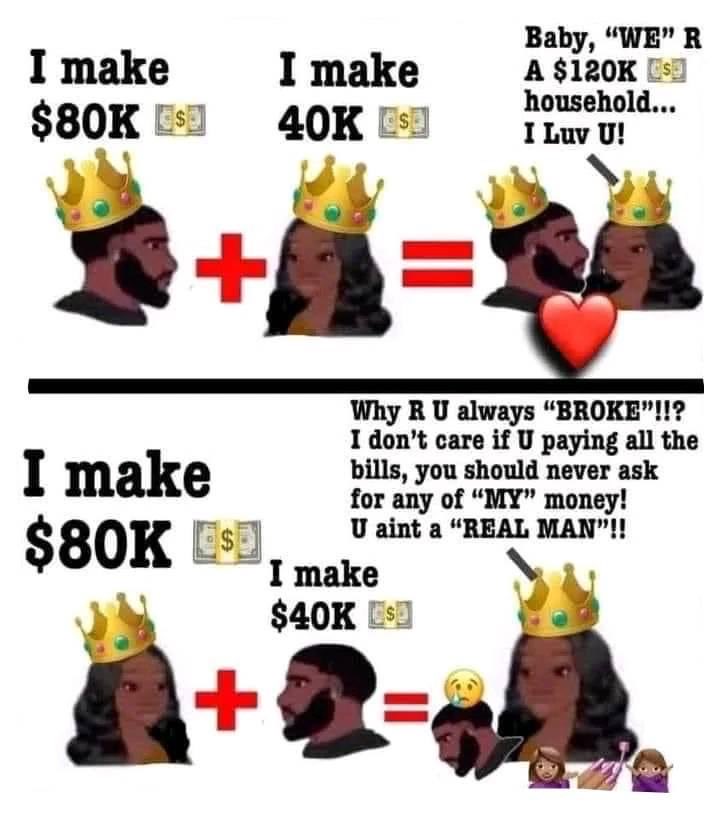 I make
$80K
I make
40K
Baby, “WE” R
A $120K
household...
I Luv U!
Why R U always “BROKE”!!?
I don’t care if U paying all the
bills, you should never ask
for any of “MY” money!
U aint a “REAL MAN”!!
I make
$80K
I make
$40K